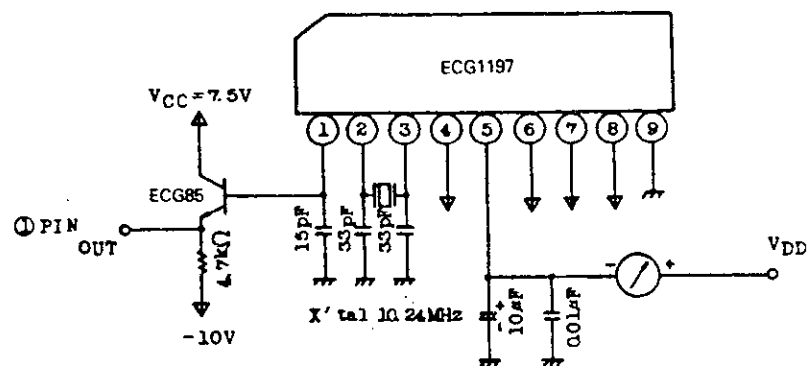 ECG1197
VCC = 7.5V
1 2 3 4 5 6 7 8 9
ECG85
① PIN
OUT
4.7kΩ
-10V
15pF
33pF
33pF
X'tal 10.24MHz
+
-
10µF
0.01µF
- +
VDD